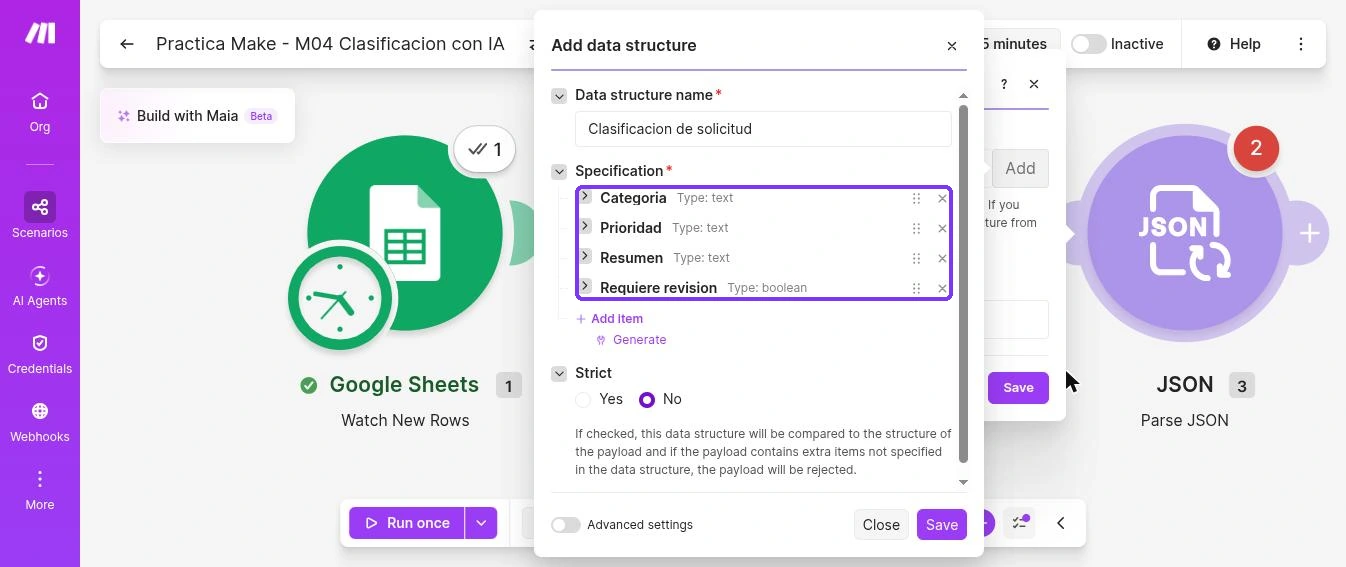 Practica Make - M04 Clasificacion con IA
5 minutes
Inactive
Help
Org
Scenarios
AI Agents
Credentials
Webhooks
More
Build with Maia Beta
1
Google Sheets 1
Watch New Rows
Run once
Add data structure
Data structure name *
Clasificacion de solicitud
Specification *
Categoria Type: text
Prioridad Type: text
Resumen Type: text
Requiere revision Type: boolean
+ Add item
Generate
Strict
Yes No
If checked, this data structure will be compared to the structure of
the payload and if the payload contains extra items not specified
in the data structure, the payload will be rejected.
Advanced settings
Close
Save
?
Add
If you
ture from
Save
2
JSON
JSON 3
Parse JSON